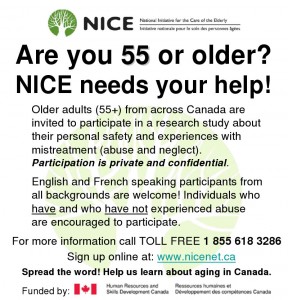 NICE
National Initiative for the Care of the Elderly
Initiative nationale pour le soin des personnes âgées
Are you 55 or older?
NICE needs your help!
Older adults (55+) from across Canada are
invited to participate in a research study about
their personal safety and experiences with
mistreatment (abuse and neglect).
Participation is private and confidential.
English and French speaking participants from
all backgrounds are welcome! Individuals who
have and who have not experienced abuse
are encouraged to participate.
For more information call TOLL FREE 1 855 618 3286
Sign up online at: www.nicenet.ca
Spread the word! Help us learn about aging in Canada.
Funded by:
Human Resources and
Skills Development Canada
Ressources humaines et
Développement des compétences Canada